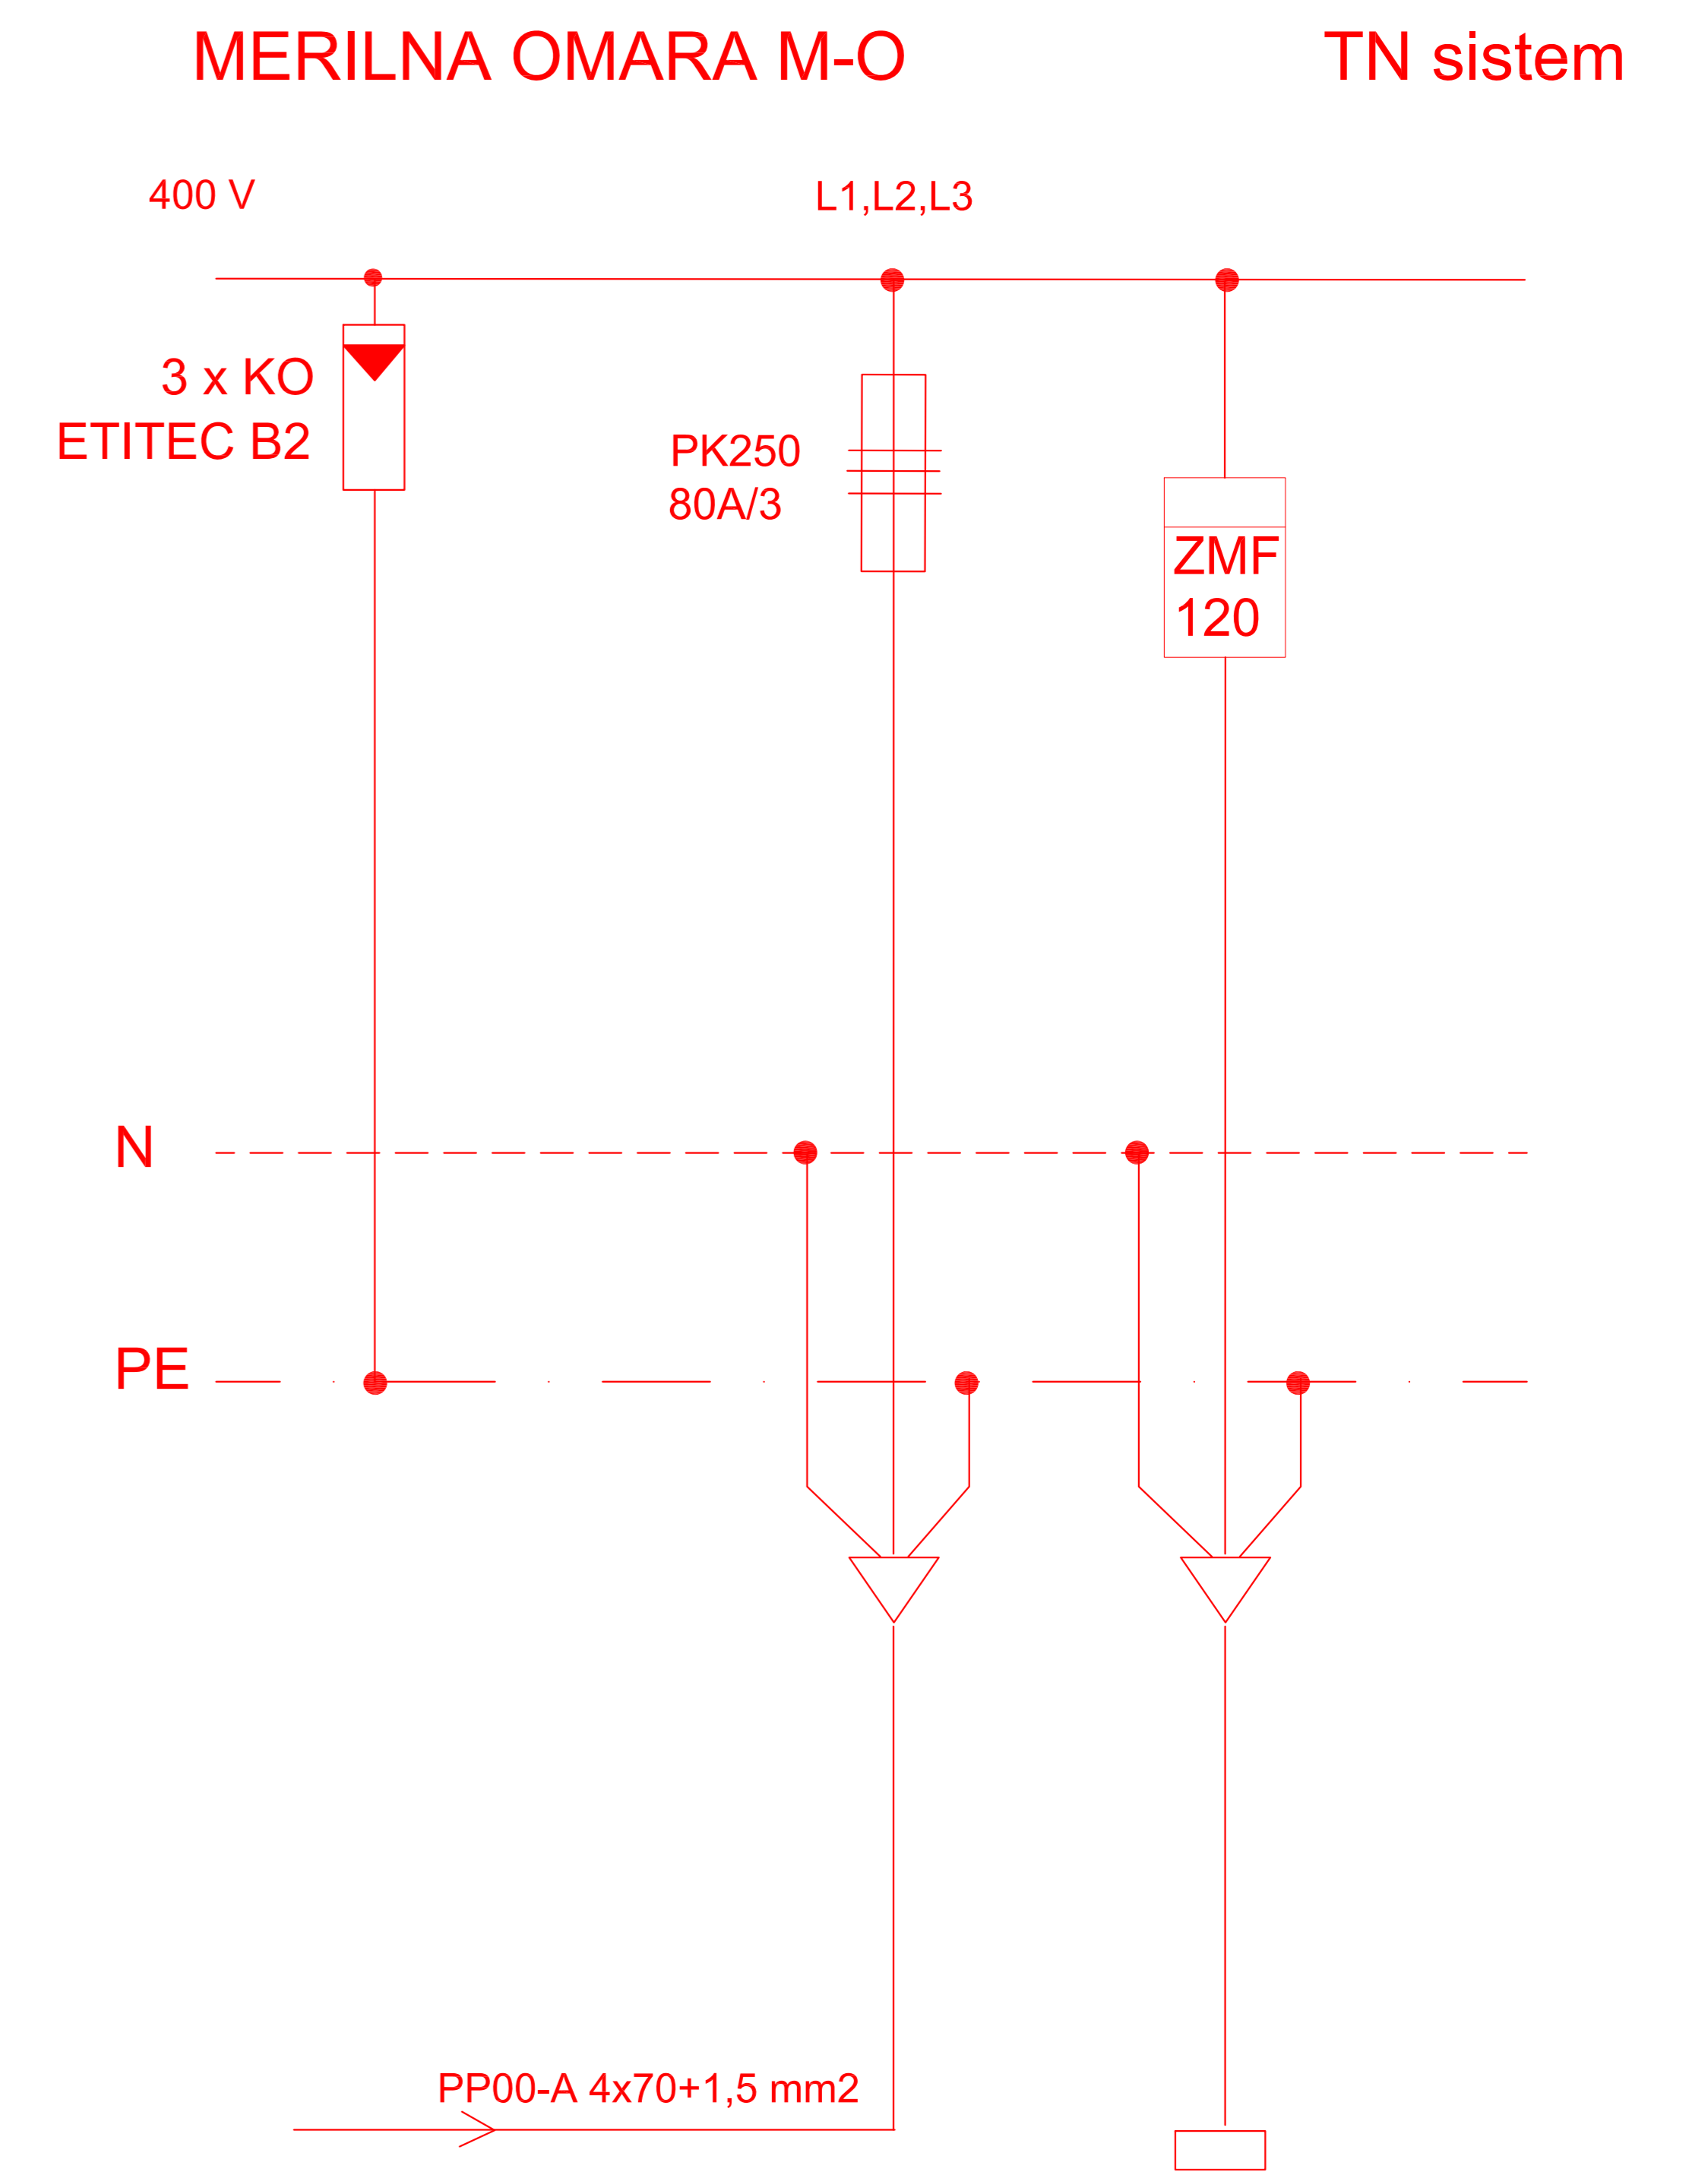 MERILNA OMARA M-O
TN sistem
400 V
L1,L2,L3
3 x KO
ETITEC B2
PK250
80A/3
ZMF
120
N
PE
PP00-A 4x70+1,5 mm2